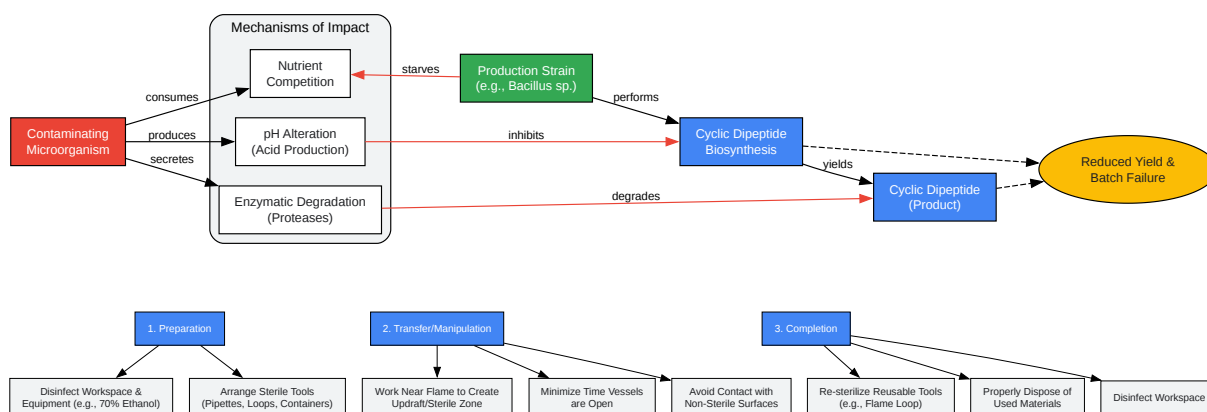 Mechanisms of Impact
Nutrient
Competition
starves
Production Strain
(e.g., Bacillus sp.)
consumes
performs
Contaminating
Microorganism
produces
pH Alteration
(Acid Production)
inhibits
Cyclic Dipeptide
Biosynthesis
secretes
yields
Reduced Yield &
Batch Failure
Enzymatic Degradation
(Proteases)
degrades
Cyclic Dipeptide
(Product)
1. Preparation
2. Transfer/Manipulation
3. Completion
Disinfect Workspace &
Equipment (e.g., 70% Ethanol)
Arrange Sterile Tools
(Pipettes, Loops, Containers)
Work Near Flame to Create
Updraft/Sterile Zone
Minimize Time Vessels
are Open
Avoid Contact with
Non-Sterile Surfaces
Re-sterilize Reusable Tools
(e.g., Flame Loop)
Properly Dispose of
Used Materials
Disinfect Workspace